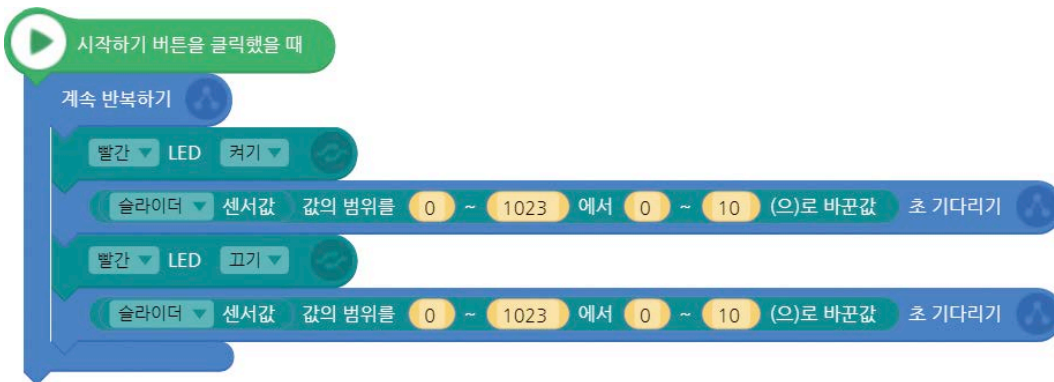 시작하기 버튼을 클릭했을 때
계속 반복하기
빨간 LED 켜기
슬라이더 센서값 값의 범위를 0 ~ 1023 에서 0 ~ 10 (으)로 바꾼값 초 기다리기
빨간 LED 끄기
슬라이더 센서값 값의 범위를 0 ~ 1023 에서 0 ~ 10 (으)로 바꾼값 초 기다리기